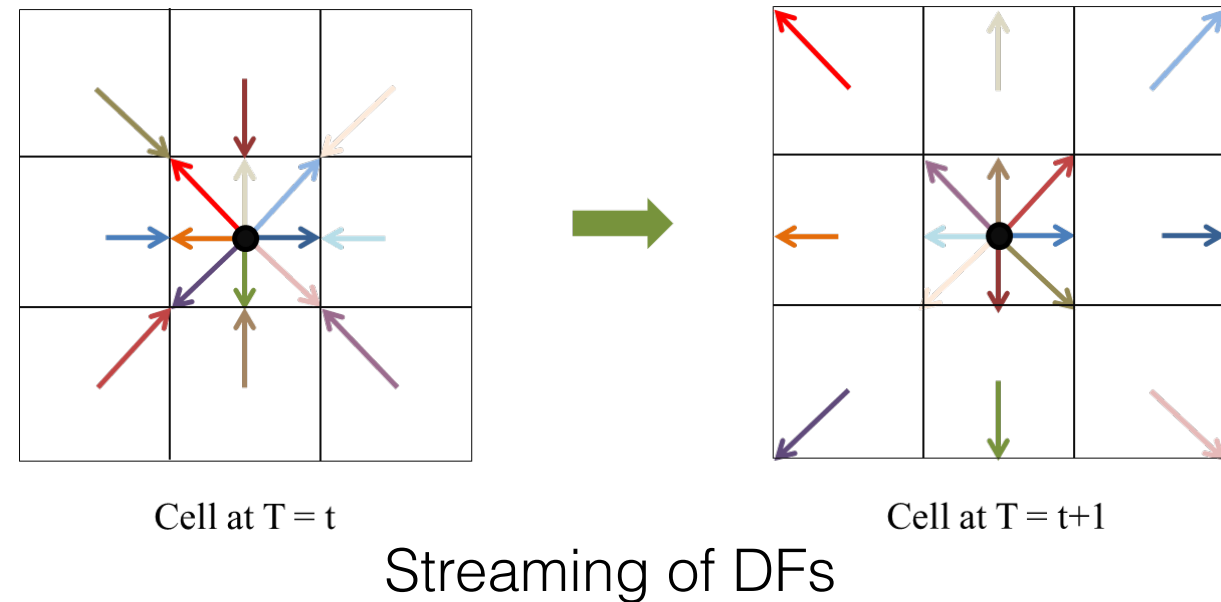 Cell at T = t
Cell at T = t+1
Streaming of DFs